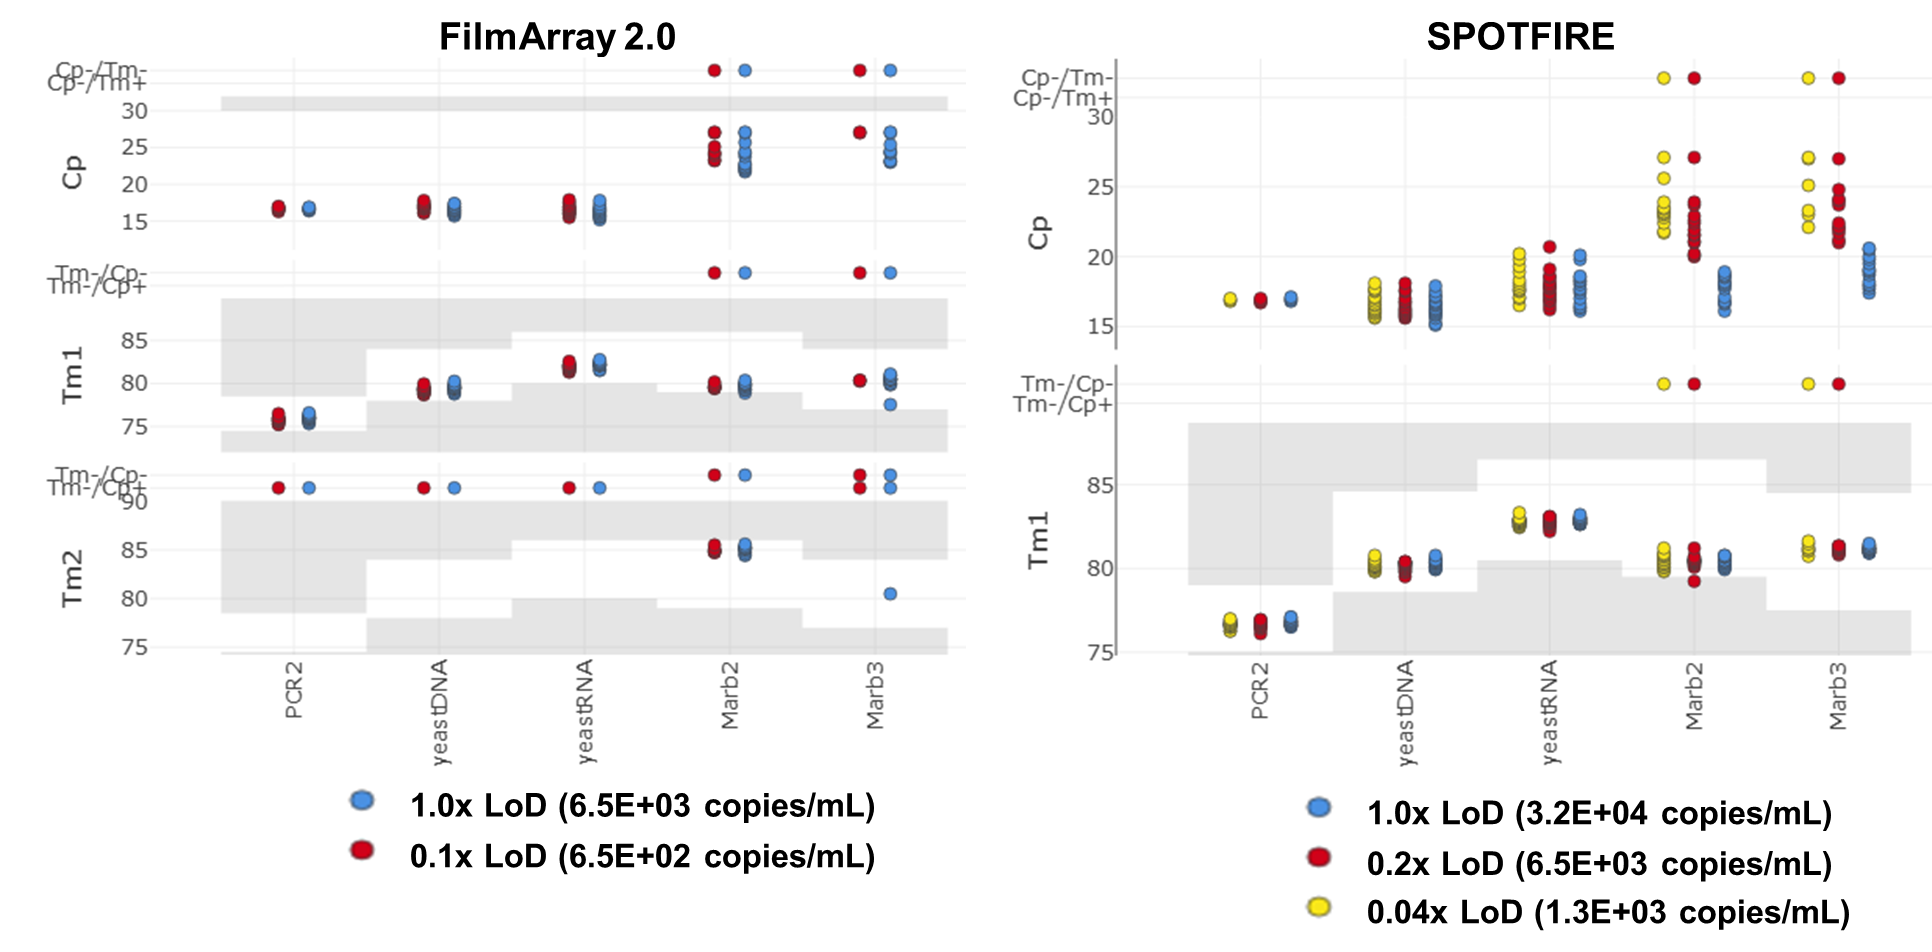 FilmArray 2.0
Cp-/Tm-
Cp-/Tm+
30
25
20
15
Cp
Tm-/Cp-
Tm-/Cp+
85
80
75
Tm1
Tm-/Cp-
Tm-/Cp+
90
85
80
75
Tm2
PCR2
yeastDNA
yeastRNA
Marb2
Marb3
1.0x LoD (6.5E+03 copies/mL)
0.1x LoD (6.5E+02 copies/mL)
SPOTFIRE
Cp-/Tm-
Cp-/Tm+
30
25
20
15
Cp
Tm-/Cp-
Tm-/Cp+
85
80
75
Tm1
PCR2
yeastDNA
yeastRNA
Marb2
Marb3
1.0x LoD (3.2E+04 copies/mL)
0.2x LoD (6.5E+03 copies/mL)
0.04x LoD (1.3E+03 copies/mL)